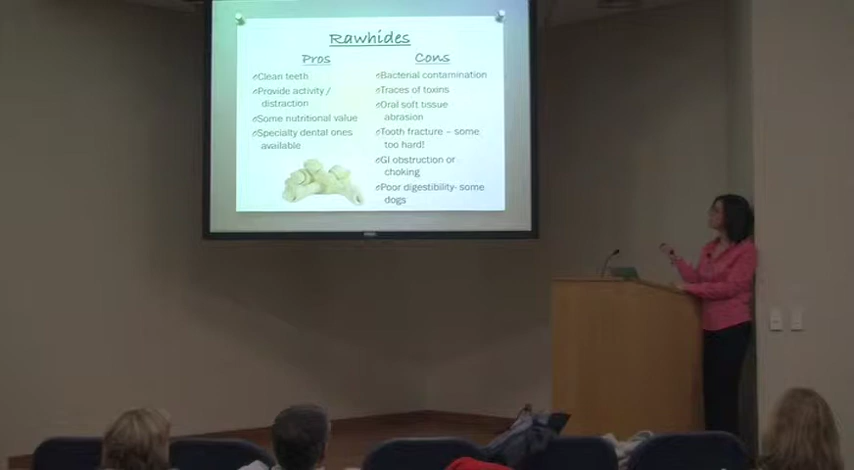 Rawhides
Pros
Clean teeth
Provide activity /
distraction
Some nutritional value
Specialty dental ones
available
Cons
Bacterial contamination
Traces of toxins
Oral soft tissue
abrasion
Tooth fracture – some
too hard!
GI obstruction or
choking
Poor digestibility- some
dogs